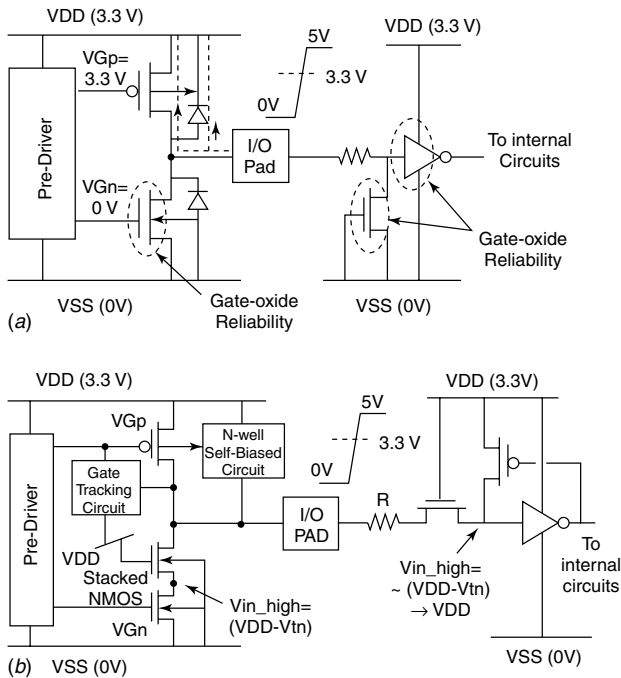 VDD (3.3 V)
VGp=
3.3 V
Pre-Driver
VGn=
0 V
VSS (0V)
Gate-oxide
Reliability
I/O
Pad
5V
3.3 V
0V
VDD (3.3 V)
To internal
Circuits
Gate-oxide
Reliability
(a)
VDD (3.3 V)
VGp
N-well
Self-Biased
Circuit
Gate
Tracking
Circuit
Pre-Driver
VDD
Stacked
NMOS
VGn
Vin_high=
(VDD-Vtn)
VSS (0V)
I/O
PAD
5V
3.3 V
0V
R
VDD (3.3V)
Vin_high=
~ (VDD-Vtn)
→ VDD
To
internal
circuits
VSS (0V)
(b)